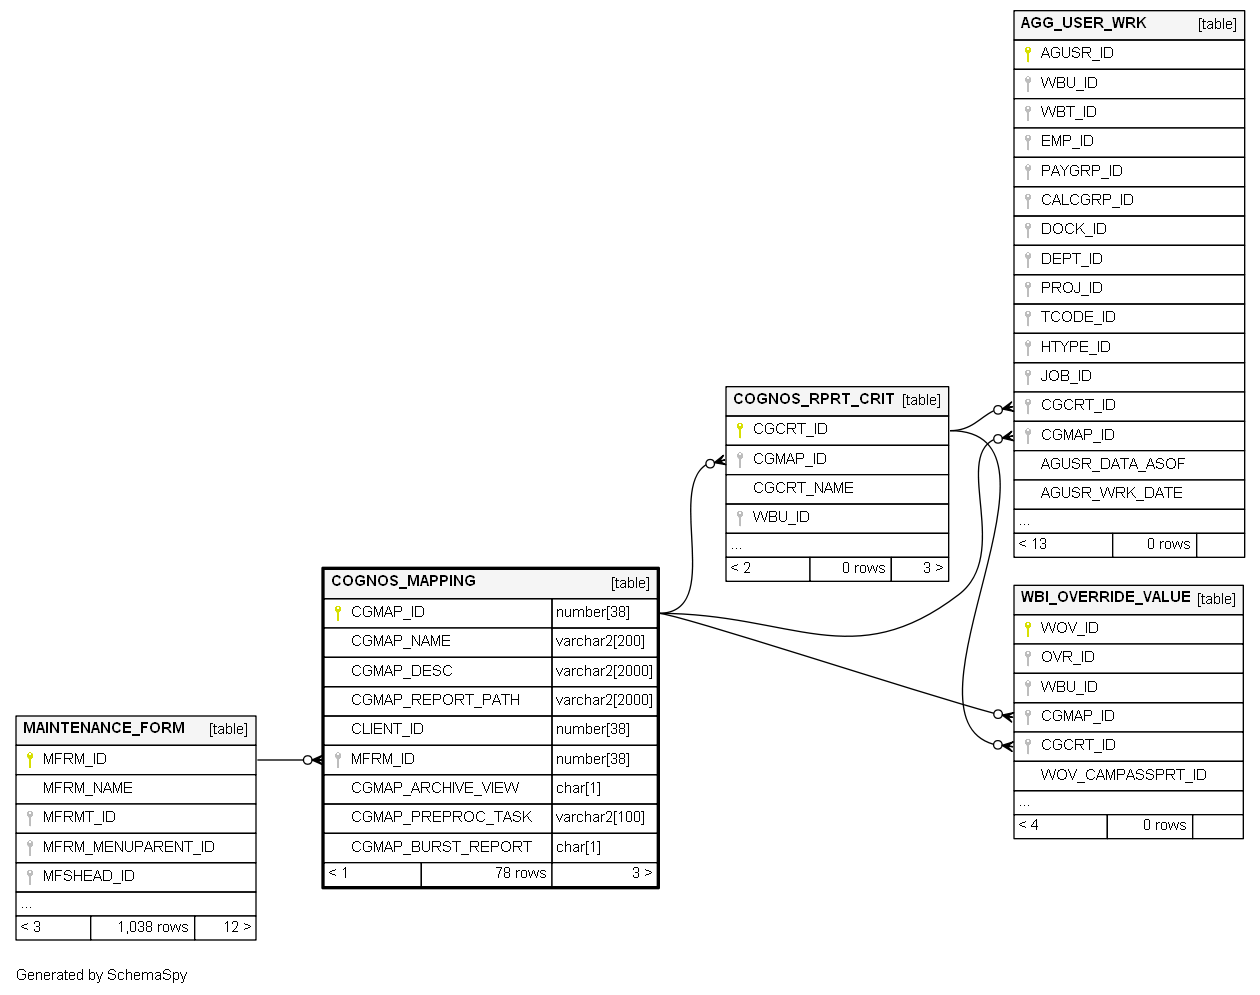 AGG_USER_WRK [table]
AGUSR_ID
WBU_ID
WBT_ID
EMP_ID
PAYGRP_ID
CALCGRP_ID
DOCK_ID
DEPT_ID
PROJ_ID
TCODE_ID
HTYPE_ID
JOB_ID
CGCRT_ID
CGMAP_ID
AGUSR_DATA_ASOF
AGUSR_WRK_DATE
...
< 13 0 rows
COGNOS_RPRT_CRIT [table]
CGCRT_ID
CGMAP_ID
CGCRT_NAME
WBU_ID
...
< 2 0 rows 3 >
COGNOS_MAPPING [table]
CGMAP_ID number[38]
CGMAP_NAME varchar2[200]
CGMAP_DESC varchar2[2000]
CGMAP_REPORT_PATH varchar2[2000]
CLIENT_ID number[38]
MFRM_ID number[38]
CGMAP_ARCHIVE_VIEW char[1]
CGMAP_PREPROC_TASK varchar2[100]
CGMAP_BURST_REPORT char[1]
< 1 78 rows 3 >
WBI_OVERRIDE_VALUE [table]
WOV_ID
OVR_ID
WBU_ID
CGMAP_ID
CGCRT_ID
WOV_CAMPASSPRT_ID
...
< 4 0 rows
MAINTENANCE_FORM [table]
MFRM_ID
MFRM_NAME
MFRMT_ID
MFRM_MENUPARENT_ID
MFSHEAD_ID
...
< 3 1,038 rows 12 >
Generated by SchemaSpy